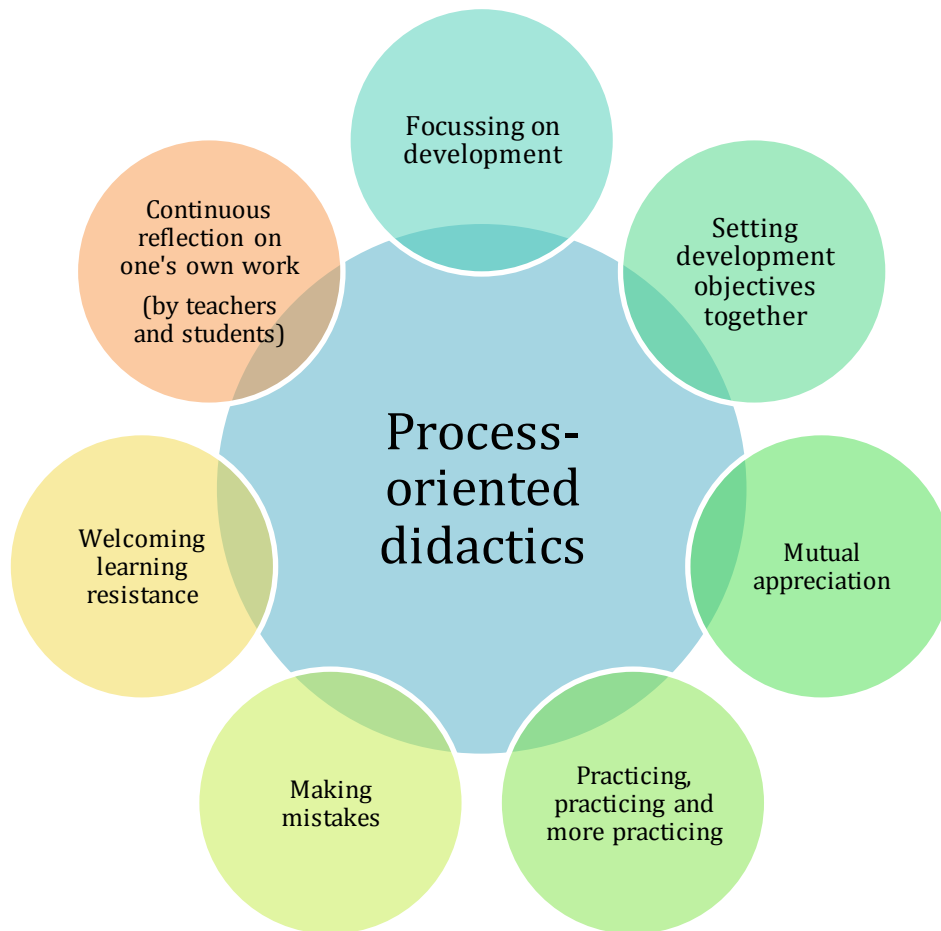 Focussing on
development
Setting
development
objectives
together
Mutual
appreciation
Practicing,
practicing and
more practicing
Making
mistakes
Welcoming
learning
resistance
Continuous
reflection on
one's own work
(by teachers
and students)
Process-
oriented
didactics